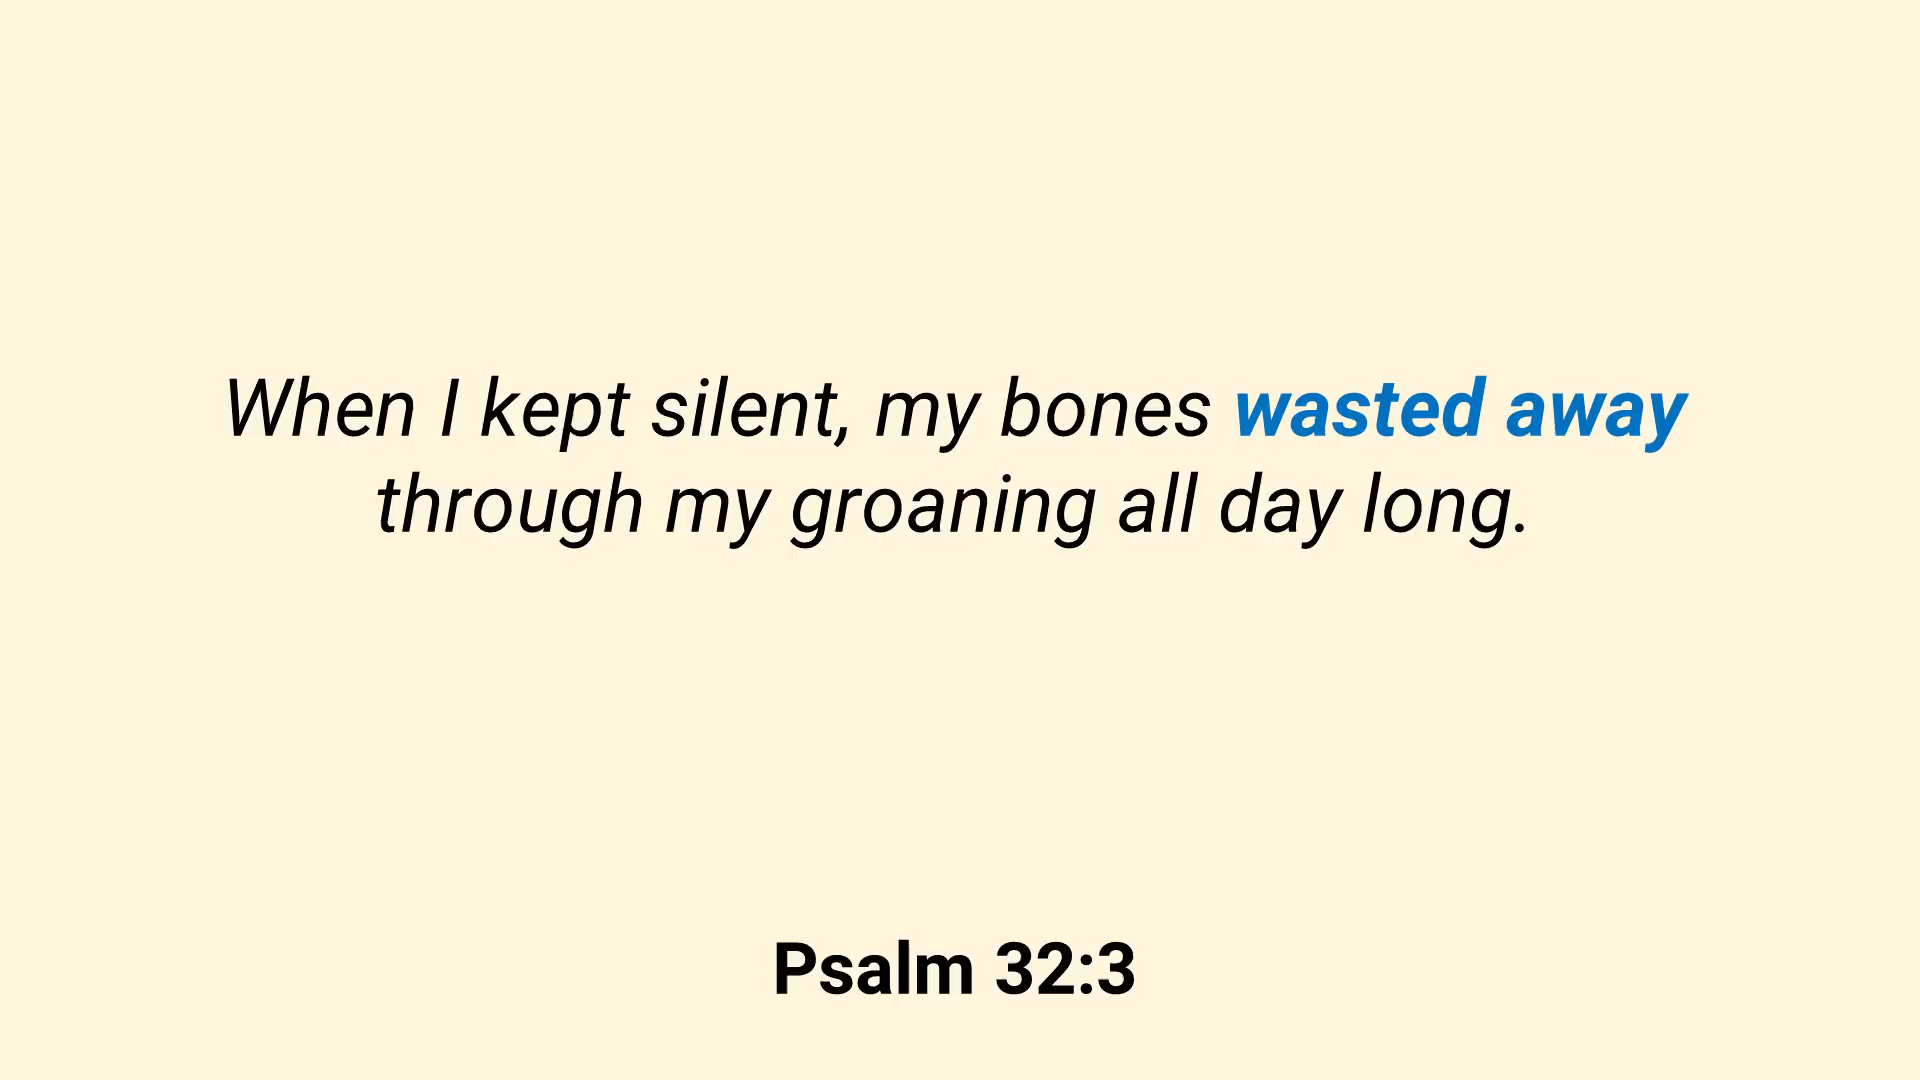 When I kept silent, my bones wasted away
through my groaning all day long.
Psalm 32:3